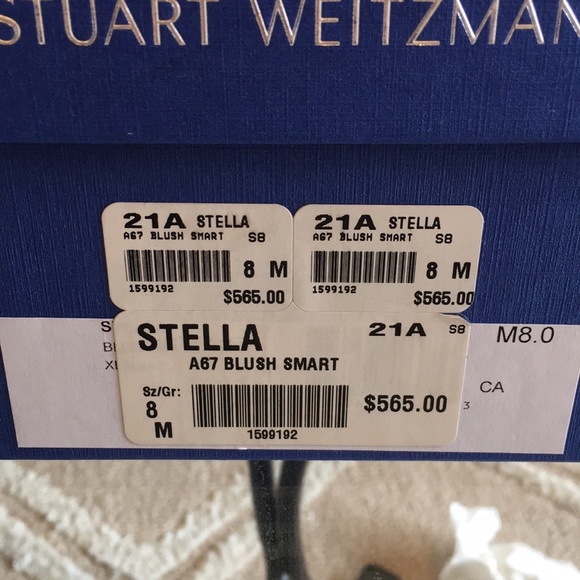 STUART WEITZMAN
21A STELLA
A67 BLUSH SMART S8
8 M
1599192
$565.00
21A STELLA
A67 BLUSH SMART S8
8 M
1599192
$565.00
STELLA 21A S8
A67 BLUSH SMART
Sz/Gr:
8
M
$565.00
1599192
M8.0
CA
3